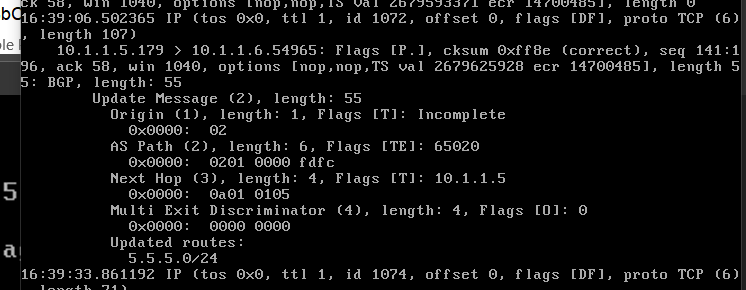 ack 58, win 1040, options [nop,nop,TS val 2679593371 ecr 14700485], length 0
16:39:06.502365 IP (tos 0x0, ttl 1, id 1072, offset 0, flags [DF], proto TCP (6)
, length 107)
    10.1.1.5.179 > 10.1.1.6.54965: Flags [P.], cksum 0xff8e (correct), seq 141:1
96, ack 58, win 1040, options [nop,nop,TS val 2679625928 ecr 14700485], length 5
5: BGP, length: 55
        Update Message (2), length: 55
          Origin (1), length: 1, Flags [T]: Incomplete
            0x0000:  02
          AS Path (2), length: 6, Flags [TE]: 65020
            0x0000:  0201 0000 fdfc
          Next Hop (3), length: 4, Flags [T]: 10.1.1.5
            0x0000:  0a01 0105
          Multi Exit Discriminator (4), length: 4, Flags [O]: 0
            0x0000:  0000 0000
          Updated routes:
            5.5.5.0/24
16:39:33.861192 IP (tos 0x0, ttl 1, id 1074, offset 0, flags [DF], proto TCP (6)
, length 71)
bC
5